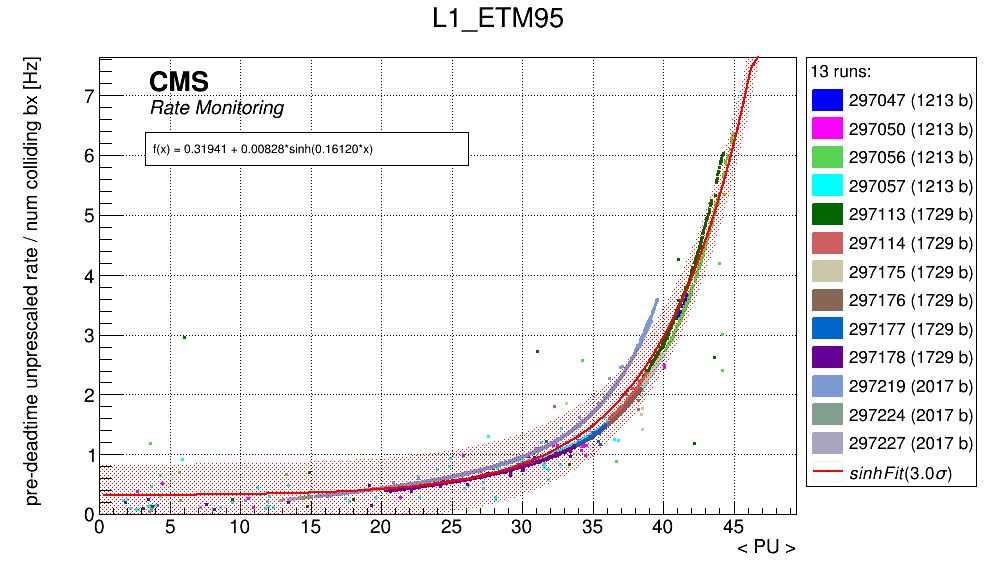 L1_ETM95
pre-deadtime unprescaled rate / num colliding bx [Hz]
CMS
Rate Monitoring
f(x) = 0.31941 + 0.00828*sinh(0.16120*x)
7
6
5
4
3
2
1
0
0 5 10 15 20 25 30 35 40 45
< PU >
13 runs:
297047 (1213 b)
297050 (1213 b)
297056 (1213 b)
297057 (1213 b)
297113 (1729 b)
297114 (1729 b)
297175 (1729 b)
297176 (1729 b)
297177 (1729 b)
297178 (1729 b)
297219 (2017 b)
297224 (2017 b)
297227 (2017 b)
sinhFit(3.0σ)